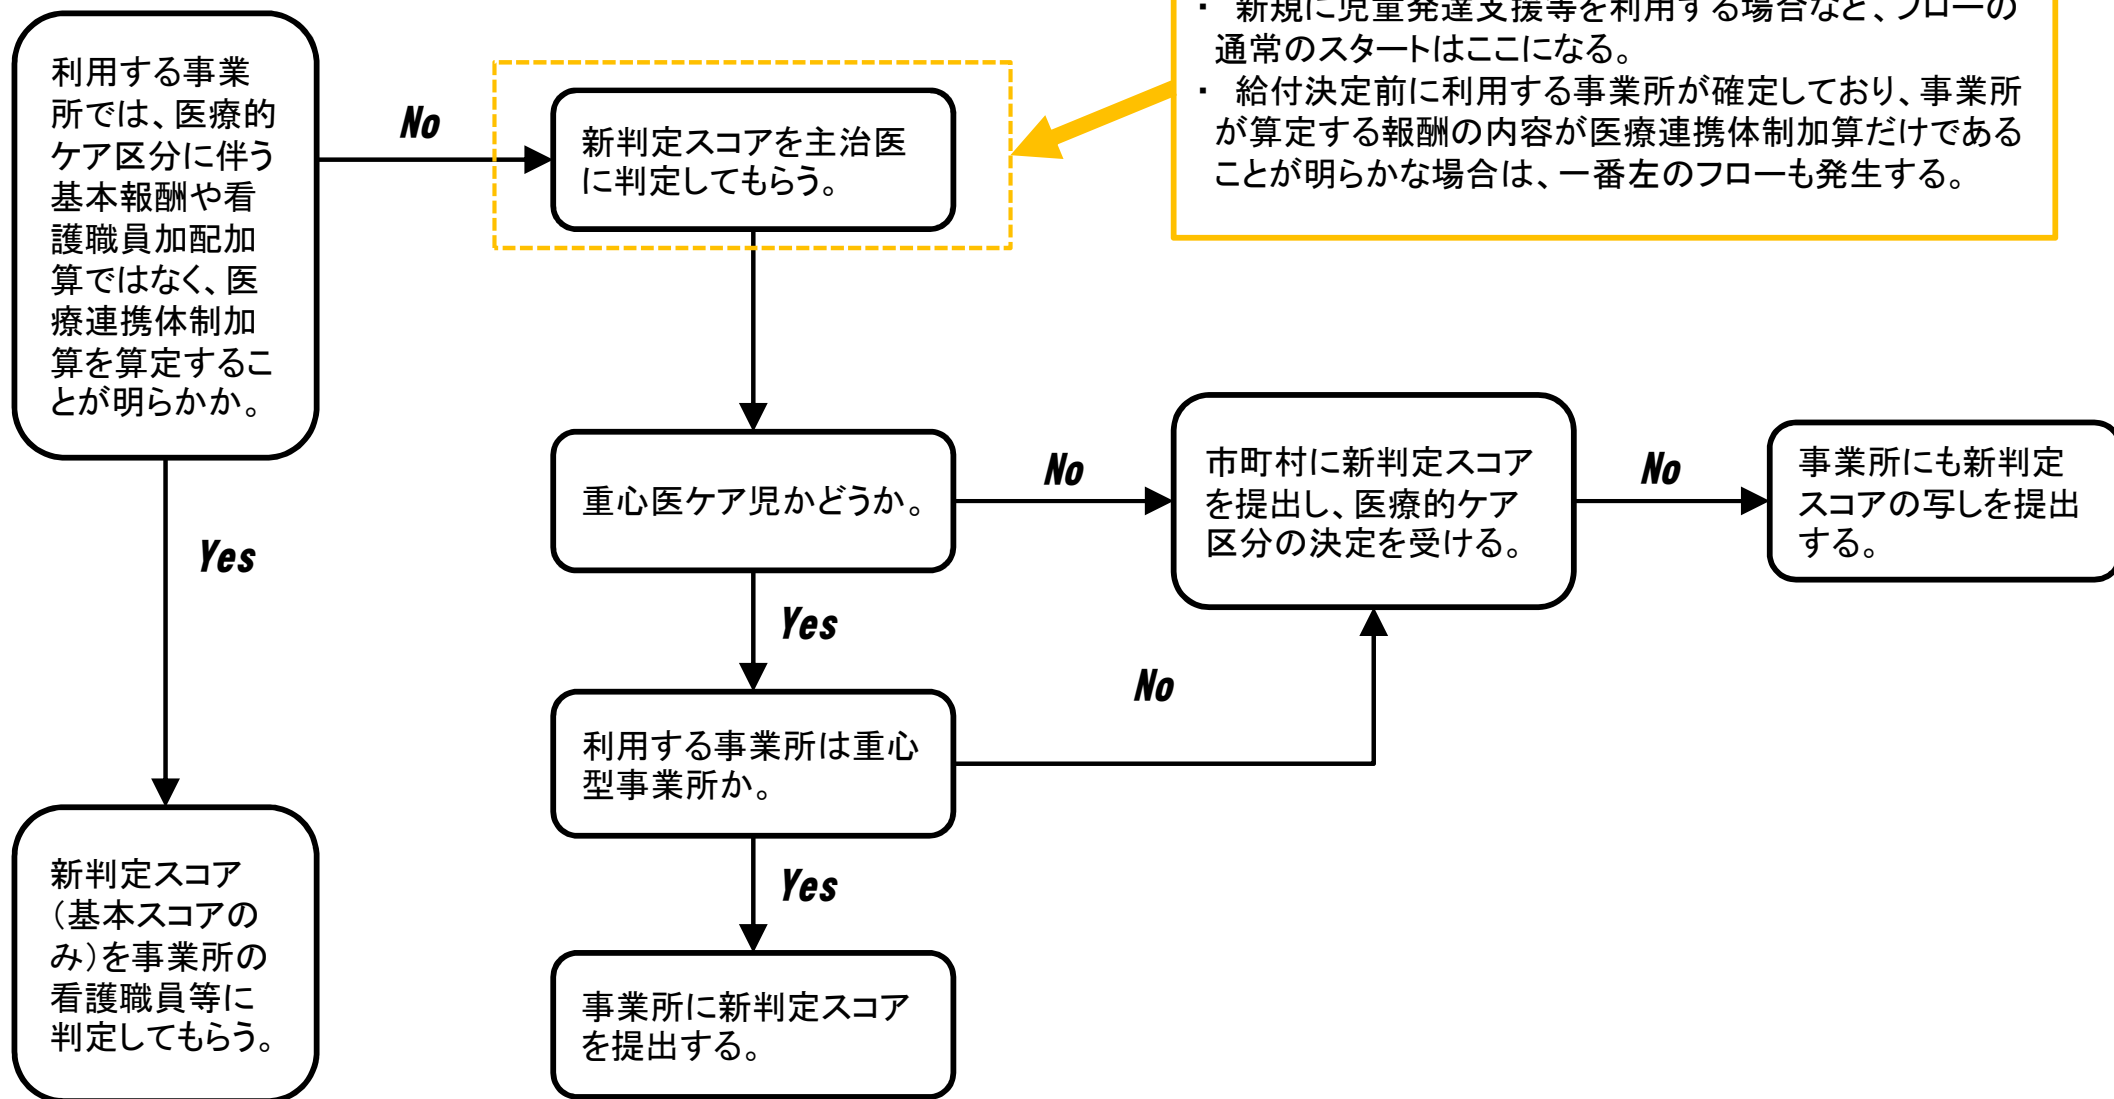 利用する事業
所では、医療的
ケア区分に伴う
基本報酬や看
護職員加配加
算ではなく、医
療連携体制加
算を算定するこ
とが明らかか。
No
新判定スコアを主治医
に判定してもらう。
・ 新規に児童発達支援等を利用する場合など、フローの
通常のスタートはここになる。
・ 給付決定前に利用する事業所が確定しており、事業所
が算定する報酬の内容が医療連携体制加算だけである
ことが明らかな場合は、一番左のフローも発生する。
重心医ケア児かどうか。
No
市町村に新判定スコア
を提出し、医療的ケア
区分の決定を受ける。
No
事業所にも新判定
スコアの写しを提出
する。
Yes
Yes
利用する事業所は重心
型事業所か。
No
Yes
新判定スコア
（基本スコアの
み）を事業所の
看護職員等に
判定してもらう。
事業所に新判定スコア
を提出する。